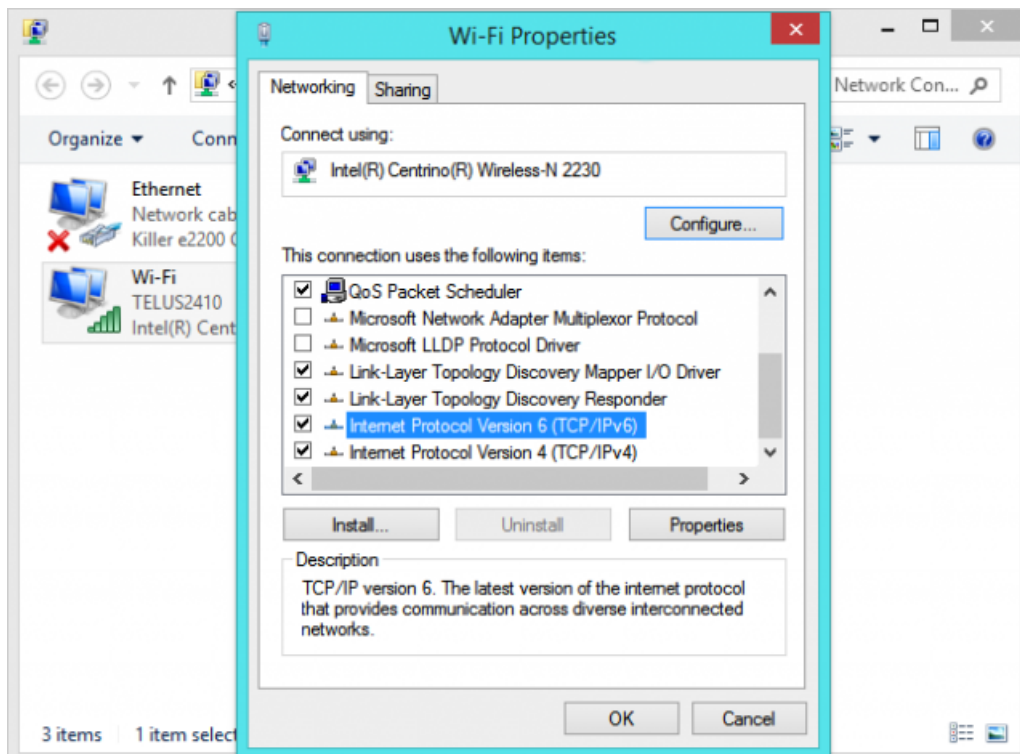 Wi-Fi Properties
Network Con...
Organize
Conn
Ethernet
Network cab
Killer e2200 G
Wi-Fi
TELUS2410
Intel(R) Cent
Networking
Sharing
Connect using:
Intel(R) Centrino(R) Wireless-N 2230
Configure...
This connection uses the following items:
QoS Packet Scheduler
Microsoft Network Adapter Multiplexor Protocol
Microsoft LLDP Protocol Driver
Link-Layer Topology Discovery Mapper I/O Driver
Link-Layer Topology Discovery Responder
Internet Protocol Version 6 (TCP/IPv6)
Internet Protocol Version 4 (TCP/IPv4)
Install...
Uninstall
Properties
Description
TCP/IP version 6. The latest version of the internet protocol
that provides communication across diverse interconnected
networks.
OK
Cancel
3 items
1 item select